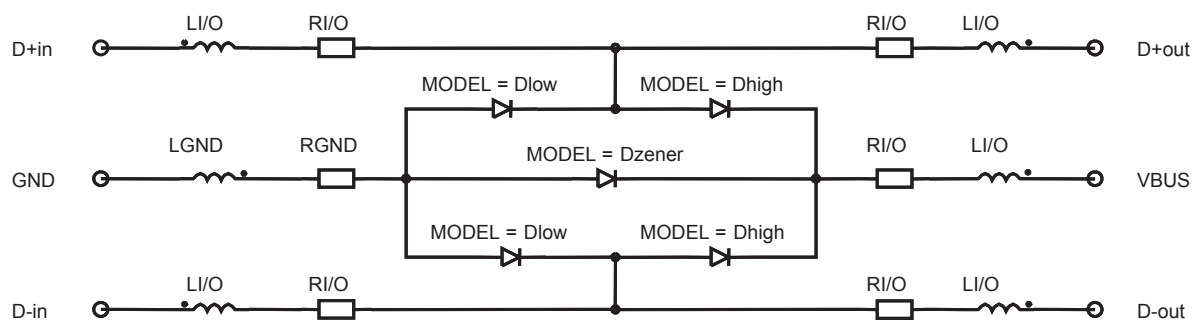 LI/O RI/O RI/O LI/O
D+in D+out
MODEL = Dlow MODEL = Dhigh
LGND RGND RI/O LI/O
MODEL = Dzener
GND VBUS
MODEL = Dlow MODEL = Dhigh
LI/O RI/O RI/O LI/O
D-in D-out